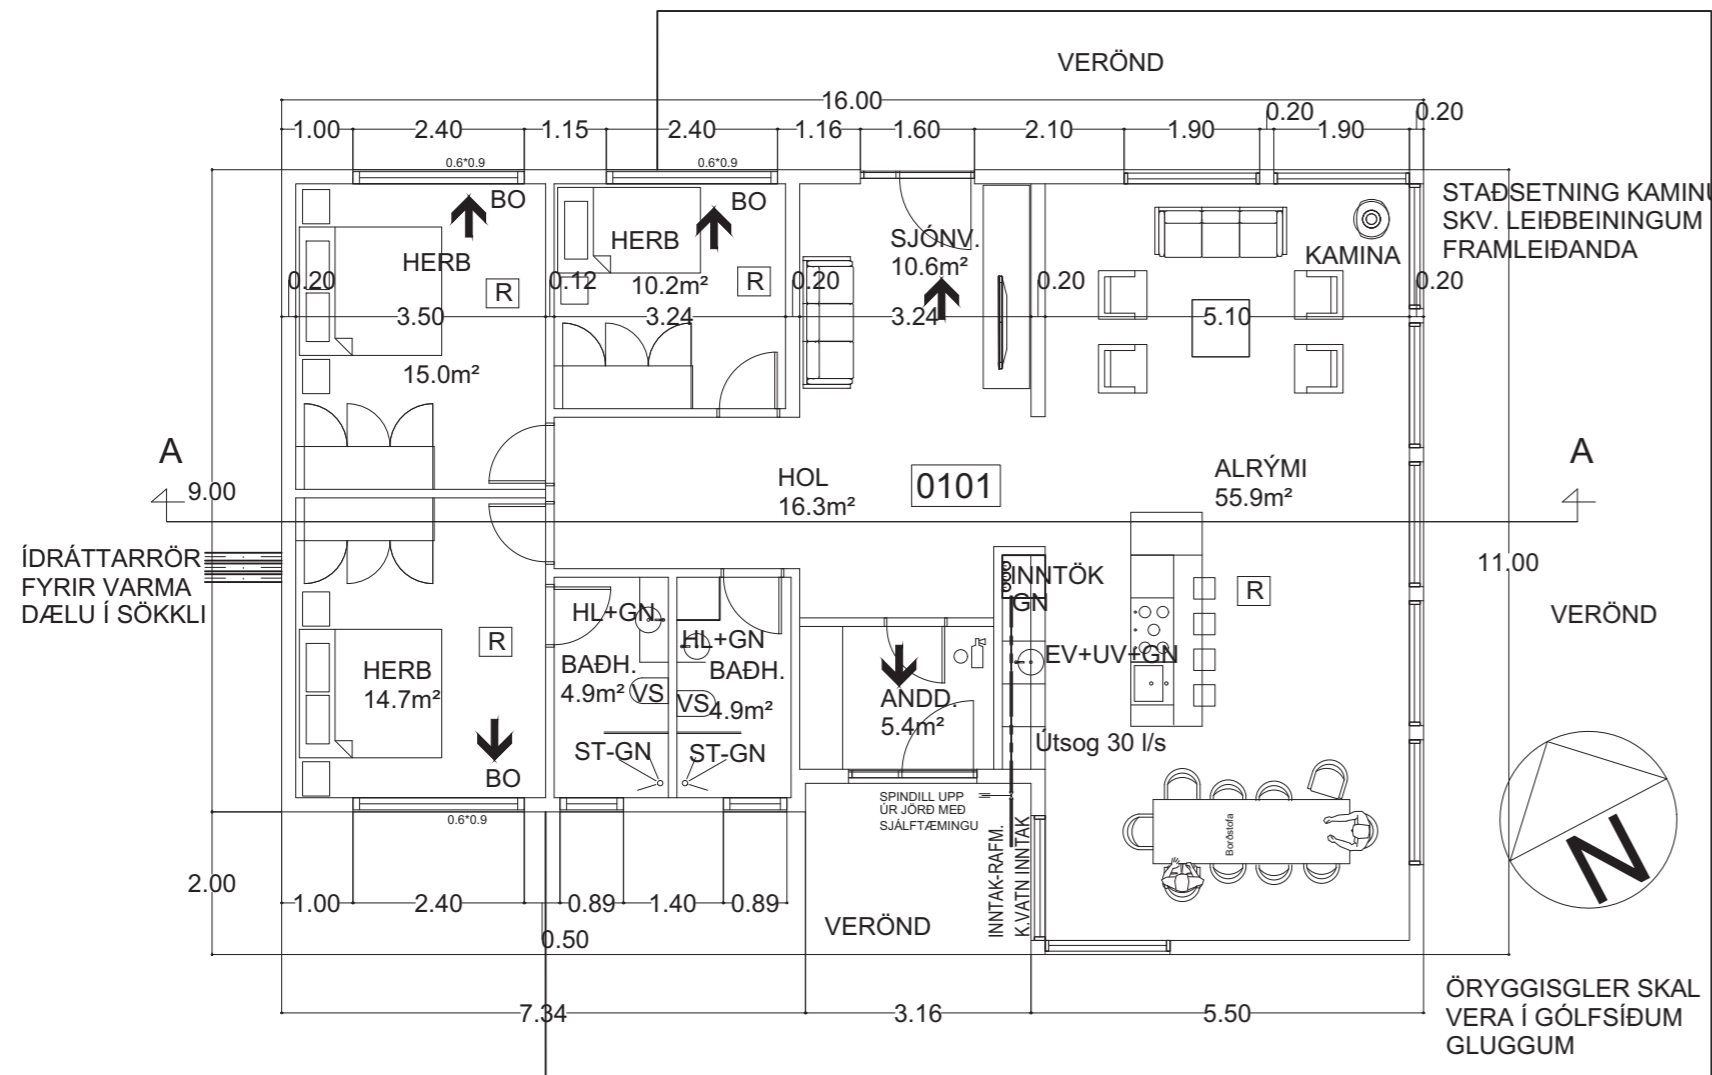 VERÖND
16.00
0.20
0.20
1.00
2.40
1.15
2.40
1.16
1.60
2.10
1.90
1.90
0.6*0.9
0.6*0.9
BO
BO
STAÐSETNING KAMINU
SKV. LEIÐBEININGUM
FRAMLEIÐANDA
HERB
HERB
SJÓNV.
10.6m²
KAMINA
0.20
0.12
10.2m²
R
R
0.20
0.20
0.20
3.50
3.24
3.24
5.10
15.0m²
A
A
9.00
HOL
16.3m²
0101
ALRÝMI
55.9m²
ÍDRÁTTARRÖR
FYRIR VARMA
DÆLU Í SÖKKLI
11.00
VERÖND
INNTÖK
GN
R
HL+GN
HL+GN
R
EV+UV+GN
HERB
14.7m²
BAÐH.
4.9m²
VS
BAÐH.
4.9m²
VS
ANDD.
5.4m²
ST-GN
ST-GN
Útsog 30 l/s
BO
SPINDILL UPP
ÚR JÖRÐ MEÐ
SJÁLFTÆMINGU
0.6*0.9
INNTAK-RAFM.
K.VATN INNTAK
Borðstofa
N
2.00
1.00
2.40
0.89
1.40
0.89
0.50
VERÖND
7.34
3.16
5.50
ÖRYGGISGLER SKAL
VERA Í GÓLFSÍÐUM
GLUGGUM